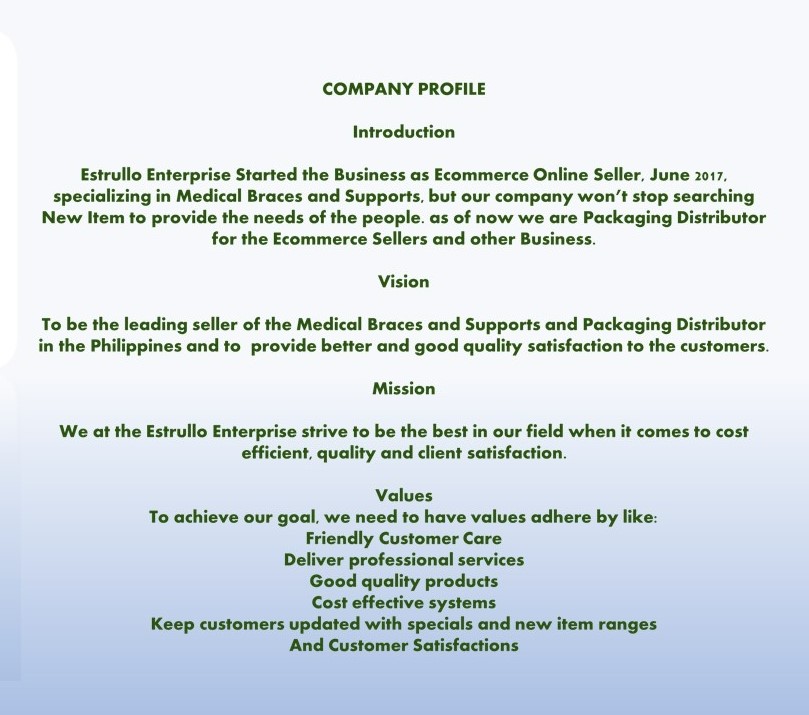 COMPANY PROFILE
Introduction
Estrullo Enterprise Started the Business as Ecommerce Online Seller, June 2017,
specializing in Medical Braces and Supports, but our company won't stop searching
New Item to provide the needs of the people. as of now we are Packaging Distributor
for the Ecommerce Sellers and other Business.
Vision
To be the leading seller of the Medical Braces and Supports and Packaging Distributor
in the Philippines and to  provide better and good quality satisfaction to the customers.
Mission
We at the Estrullo Enterprise strive to be the best in our field when it comes to cost
efficient, quality and client satisfaction.
Values
To achieve our goal, we need to have values adhere by like:
Friendly Customer Care
Deliver professional services
Good quality products
Cost effective systems
Keep customers updated with specials and new item ranges
And Customer Satisfactions